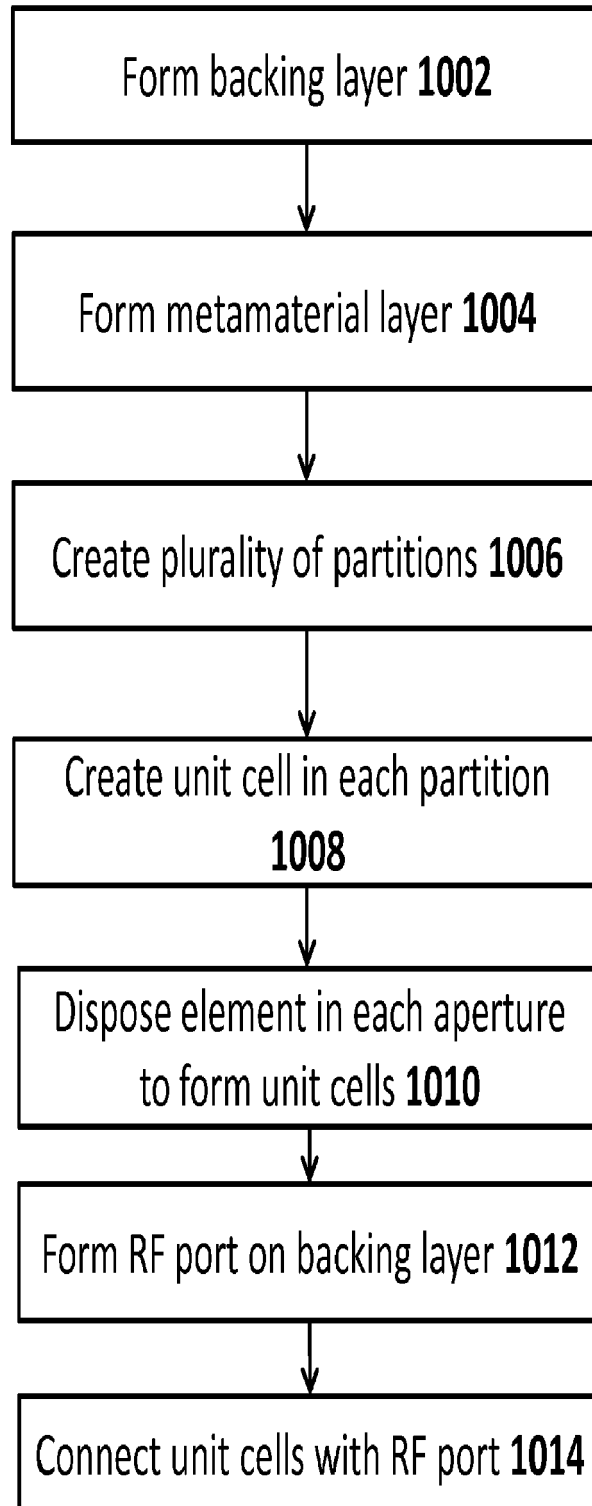 Form backing layer 1002
Form metamaterial layer 1004
Create plurality of partitions 1006
Create unit cell in each partition
1008
Dispose element in each aperture
to form unit cells 1010
Form RF port on backing layer 1012
Connect unit cells with RF port 1014